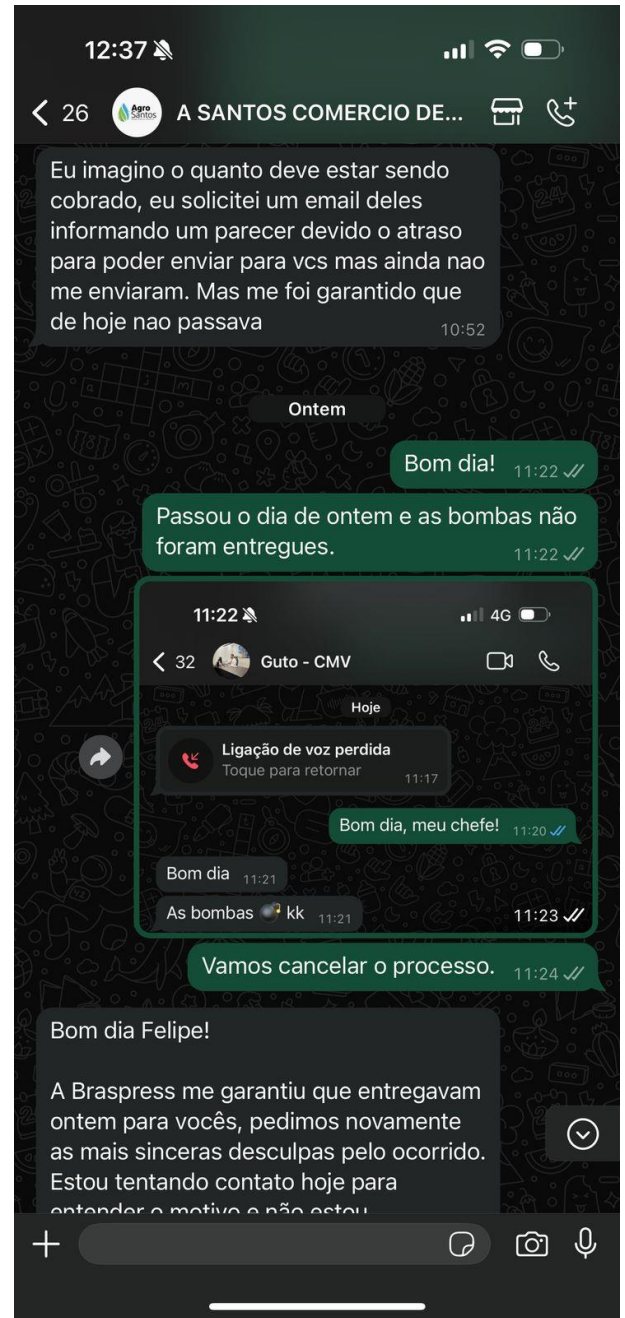 12:37
26
Agro
Santos
A SANTOS COMERCIO DE...
Eu imagino o quanto deve estar sendo
cobrado, eu solicitei um email deles
informando um parecer devido o atraso
para poder enviar para vcs mas ainda nao
me enviaram. Mas me foi garantido que
de hoje nao passava
10:52
Ontem
Bom dia! 11:22
Passou o dia de ontem e as bombas não
foram entregues. 11:22
11:22
4G
32 Guto - CMV
Hoje
Ligação de voz perdida
Toque para retornar 11:17
Bom dia, meu chefe! 11:20
Bom dia 11:21
As bombas 💣 kk 11:21
11:23
Vamos cancelar o processo. 11:24
Bom dia Felipe!
A Braspress me garantiu que entregavam
ontem para vocês, pedimos novamente
as mais sinceras desculpas pelo ocorrido.
Estou tentando contato hoje para
entender o motivo e não estou